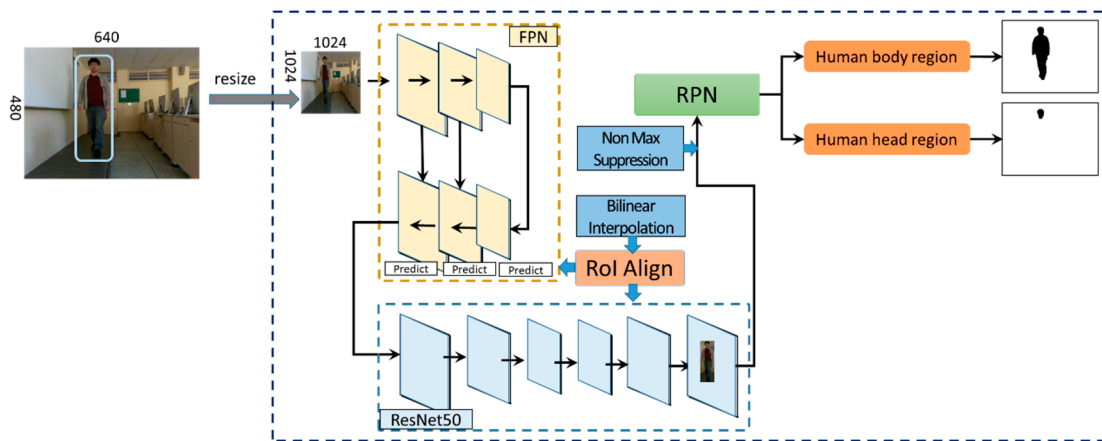 640
480
resize
1024
1024
FPN
Predict
Predict
Predict
RPN
Non Max
Suppression
Bilinear
Interpolation
RoI Align
ResNet50
Human body region
Human head region